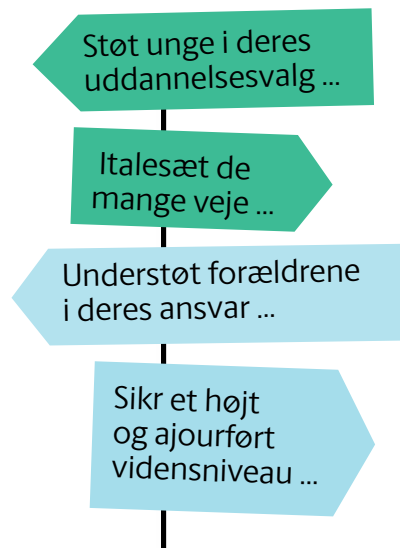 Støt unge i deres
uddannelsesvalg ...
Italesæt de
mange veje ...
Understøt forældrene
i deres ansvar ...
Sikr et højt
og ajourført
vidensniveau ...